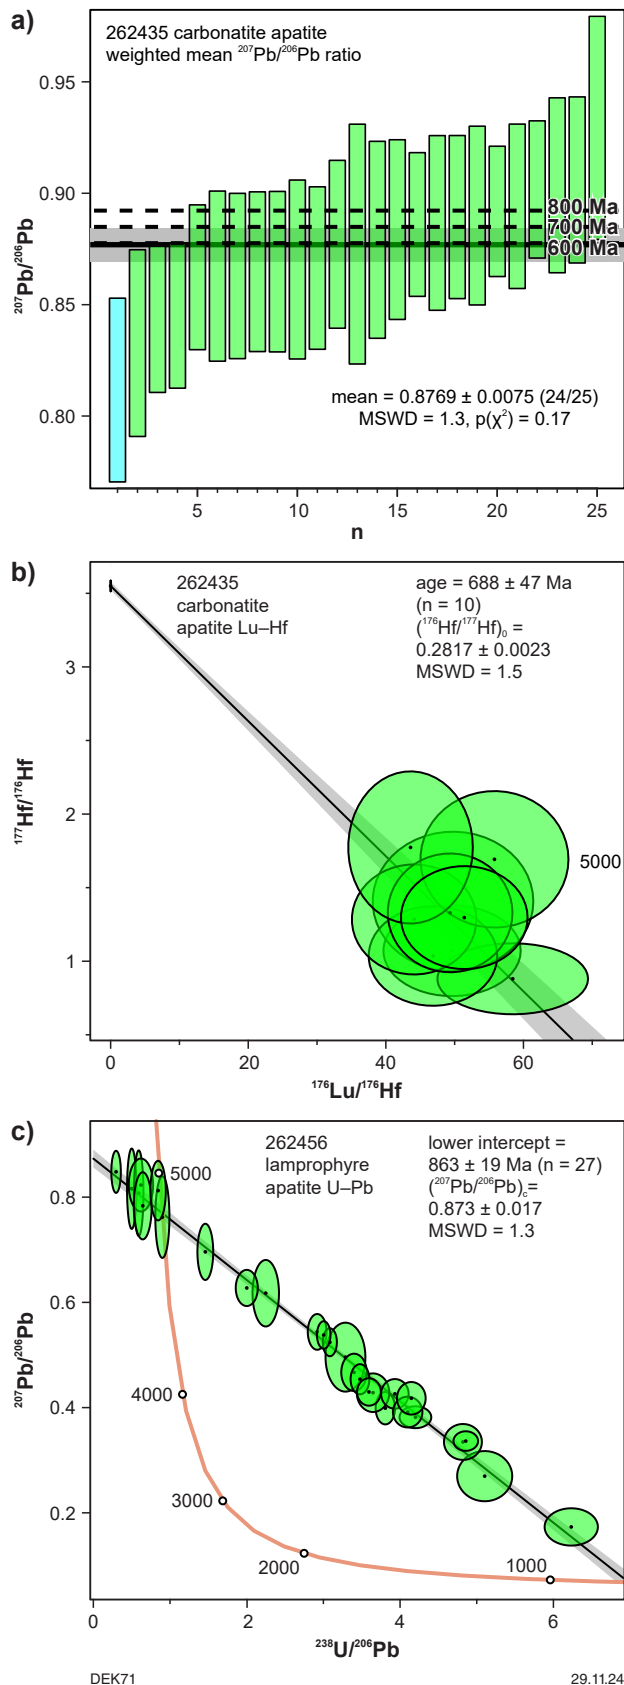 a)
262435 carbonatite apatite
weighted mean ²⁰⁷Pb/²⁰⁶Pb ratio
0.95
0.90
0.85
0.80
²⁰⁷Pb/²⁰⁶Pb
800 Ma
700 Ma
600 Ma
mean = 0.8769 ± 0.0075 (24/25)
MSWD = 1.3, p(χ²) = 0.17
5 10 15 20 25
n
b)
262435
carbonatite
apatite Lu–Hf
age = 688 ± 47 Ma
(n = 10)
(¹⁷⁶Hf/¹⁷⁷Hf)₀ =
0.2817 ± 0.0023
MSWD = 1.5
3
2
1
¹⁷⁷Hf/¹⁷⁶Hf
5000
0 20 40 60
¹⁷⁶Lu/¹⁷⁶Hf
c)
262456
lamprophyre
apatite U–Pb
lower intercept =
863 ± 19 Ma (n = 27)
(²⁰⁷Pb/²⁰⁶Pb)c=
0.873 ± 0.017
MSWD = 1.3
0.8
0.6
0.4
0.2
²⁰⁷Pb/²⁰⁶Pb
5000
4000
3000
2000
1000
0 2 4 6
²³⁸U/²⁰⁶Pb
DEK71
29.11.24